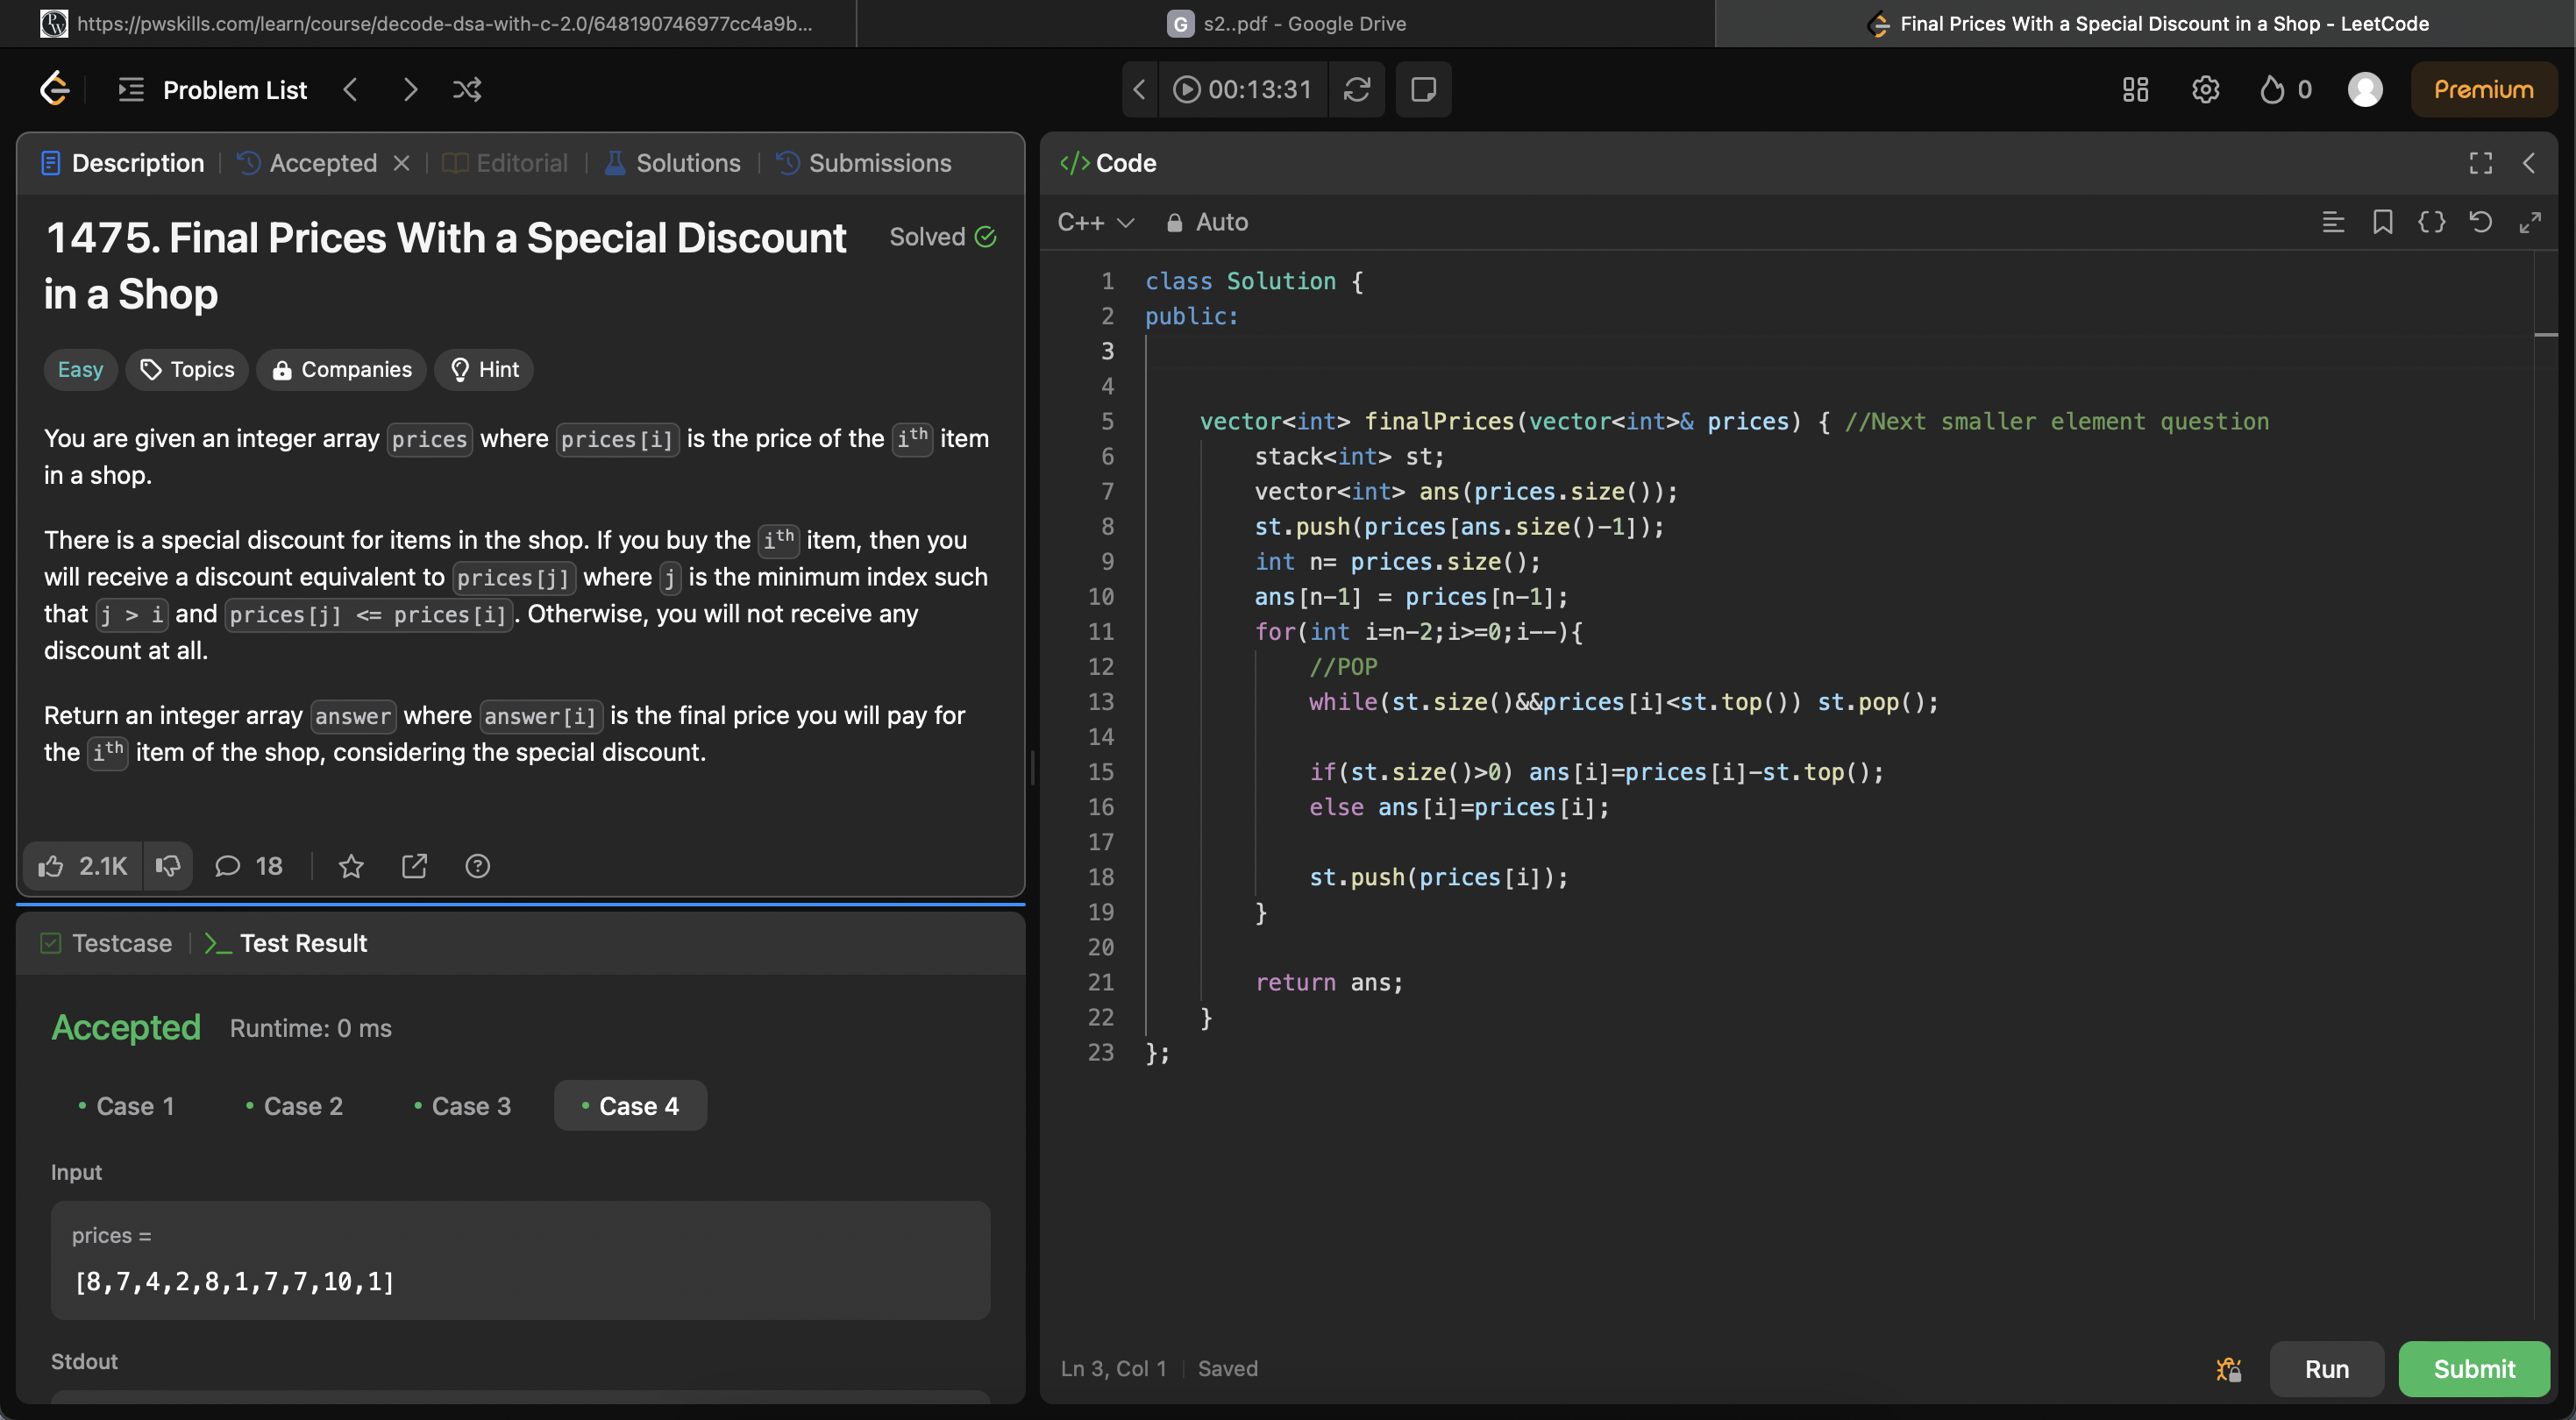 https://pwskills.com/learn/course/decode-dsa-with-c-2.0/648190746977cc4a9b...
G s2..pdf - Google Drive
Final Prices With a Special Discount in a Shop - LeetCode
Problem List
00:13:31
0
Premium
Description
Accepted
Editorial
Solutions
Submissions
1475. Final Prices With a Special Discount
in a Shop
Solved
Easy
Topics
Companies
Hint
You are given an integer array prices where prices[i] is the price of the ith item
in a shop.
There is a special discount for items in the shop. If you buy the ith item, then you
will receive a discount equivalent to prices[j] where j is the minimum index such
that j > i and prices[j] <= prices[i]. Otherwise, you will not receive any
discount at all.
Return an integer array answer where answer[i] is the final price you will pay for
the ith item of the shop, considering the special discount.
2.1K
18
Testcase
Test Result
Accepted
Runtime: 0 ms
Case 1
Case 2
Case 3
Case 4
Input
prices =
[8,7,4,2,8,1,7,7,10,1]
Stdout
Code
C++
Auto
1 class Solution {
2 public:
3
4
5 vector<int> finalPrices(vector<int>& prices) { //Next smaller element question
6 stack<int> st;
7 vector<int> ans(prices.size());
8 st.push(prices[ans.size()-1]);
9 int n= prices.size();
10 ans[n-1] = prices[n-1];
11 for(int i=n-2;i>=0;i--){
12 //POP
13 while(st.size()&&prices[i]<st.top()) st.pop();
14
15 if(st.size()>0) ans[i]=prices[i]-st.top();
16 else ans[i]=prices[i];
17
18 st.push(prices[i]);
19 }
20
21 return ans;
22 }
23 };
Ln 3, Col 1
Saved
Run
Submit